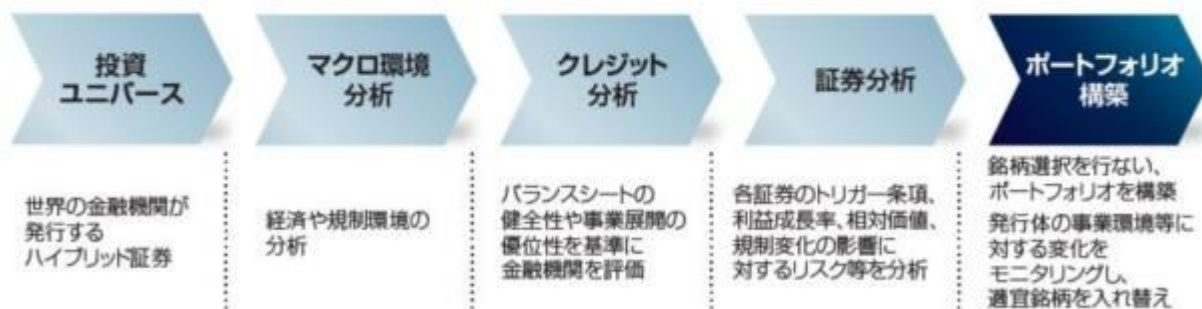 投資
ユニバース
マクロ環境
分析
クレジット
分析
証券分析
ポートフォリオ
構築
世界の金融機関が
発行する
ハイブリッド証券
経済や規制環境の
分析
バランスシートの
健全性や事業展開の
優位性を基準に
金融機関を評価
各証券のトリガー条項、
利益成長率、相対価値、
規制変化の影響に
対するリスク等を分析
銘柄選択を行ない、
ポートフォリオを構築
発行体の事業環境等に
対する変化を
モニタリングし、
適宜銘柄を入れ替え